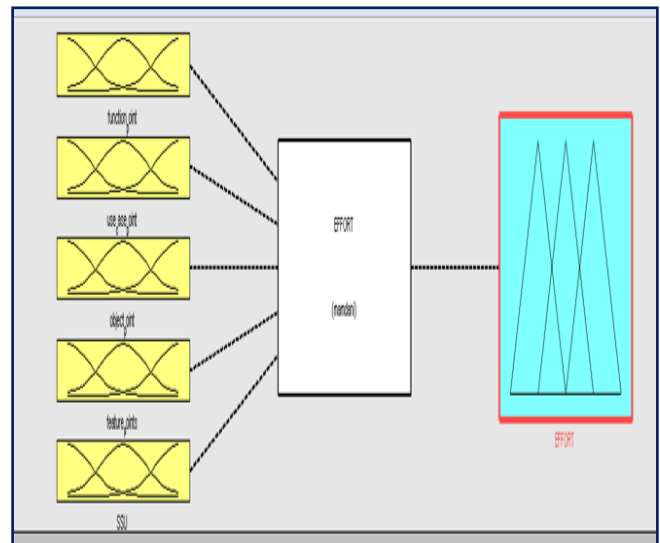 function_point
use_case_point
object_point
feature_points
SSU
EFFORT
(mamdani)
EFFORT